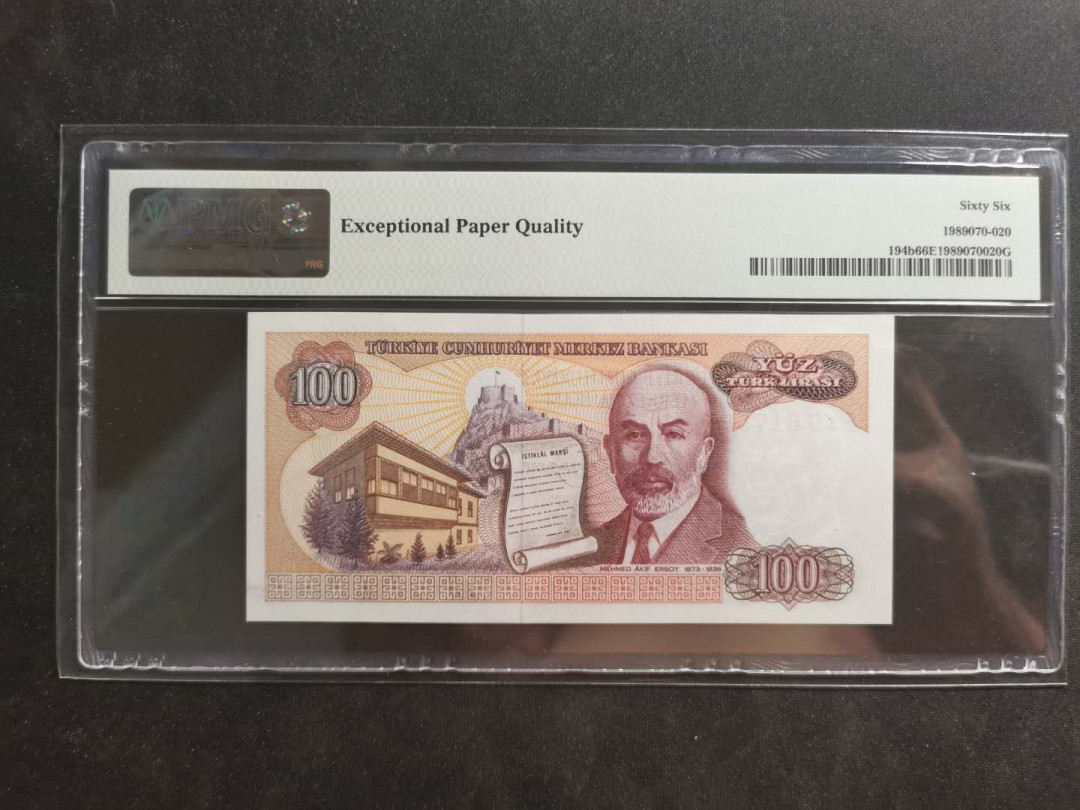 PMG
PNG
Exceptional Paper Quality
Sixty Six
1989070-020
194b66E1989070020G
TÜRKİYE CUMHURİYET MERKEZ BANKASI
100
YÜZ
TÜRK LİRASI
İSTİKLÂL MARŞI
MEHMED ÂKİF ERSOY 1873-1936
100